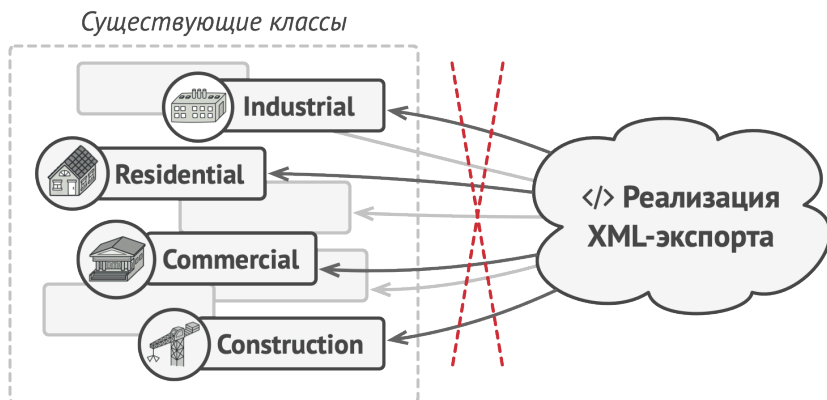 Существующие классы
Industrial
Residential
Commercial
Construction
</> Реализация
XML-экспорта